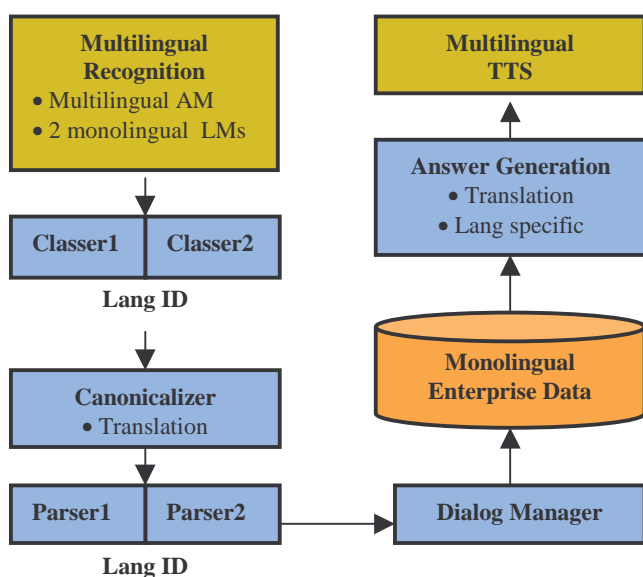 Multilingual
Recognition
• Multilingual AM
• 2 monolingual LMs
Classer1 Classer2
Lang ID
Canonicalizer
• Translation
Parser1 Parser2
Lang ID
Multilingual
TTS
Answer Generation
• Translation
• Lang specific
Monolingual
Enterprise Data
Dialog Manager